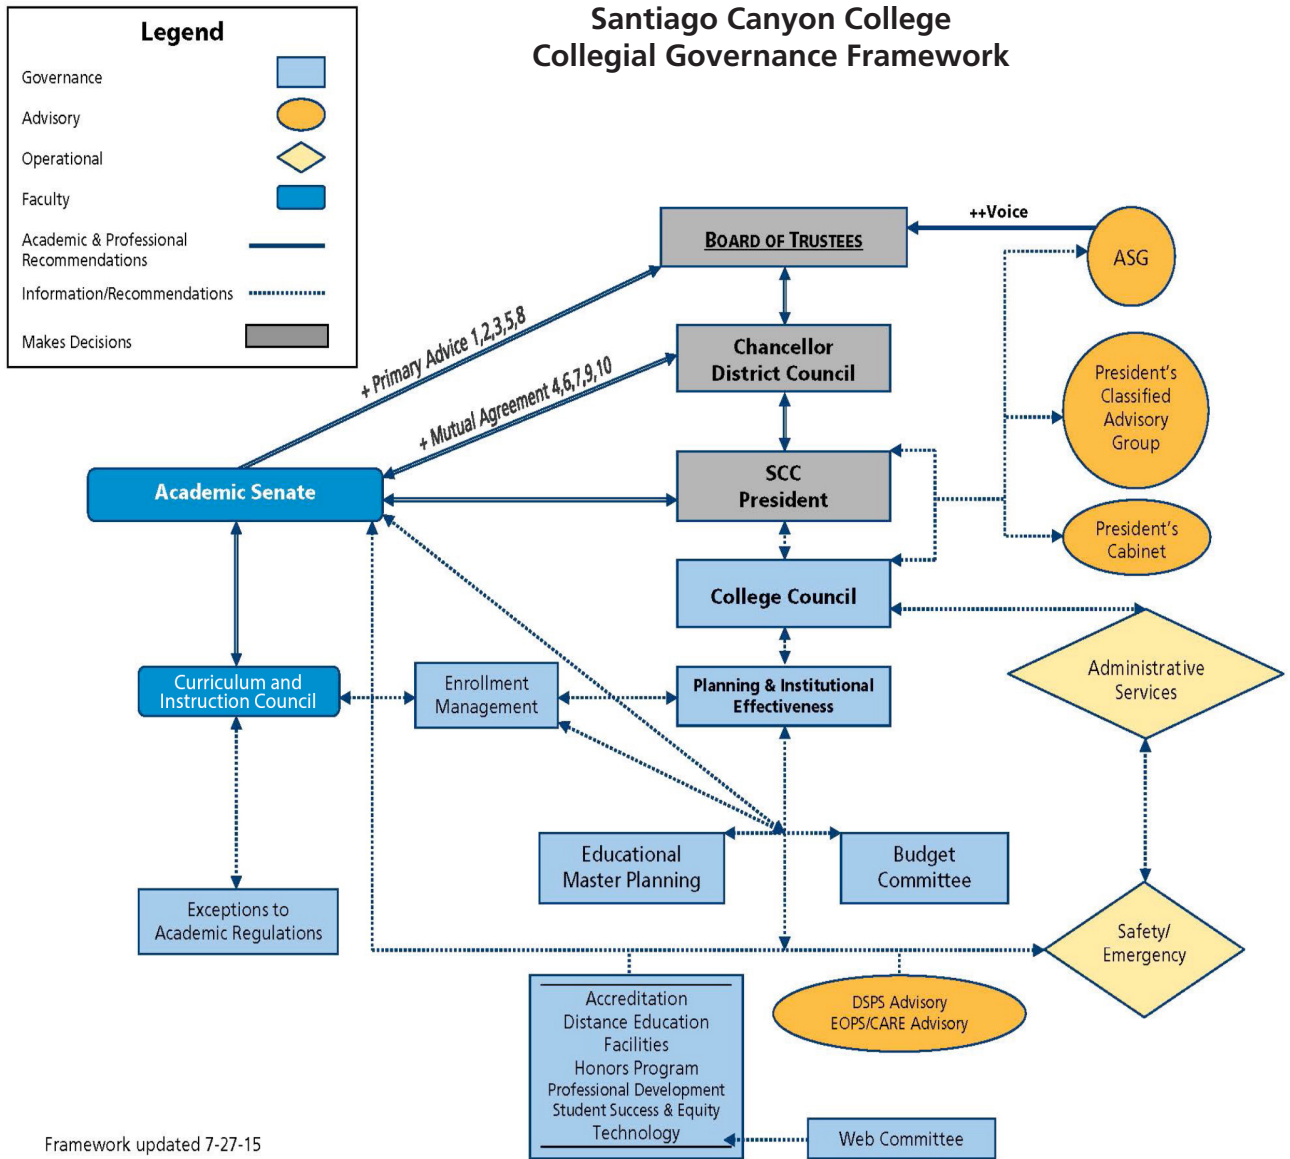 Santiago Canyon College
Collegial Governance Framework
Legend
Governance
Advisory
Operational
Faculty
Academic & Professional
Recommendations
Information/Recommendations
Makes Decisions
BOARD OF TRUSTEES
++Voice
ASG
+ Primary Advice 1,2,3,5,8
+ Mutual Agreement 4,6,7,9,10
Chancellor
District Council
President's
Classified
Advisory
Group
Academic Senate
SCC
President
President's
Cabinet
College Council
Curriculum and
Instruction Council
Enrollment
Management
Planning & Institutional
Effectiveness
Administrative
Services
Educational
Master Planning
Budget
Committee
Exceptions to
Academic Regulations
Safety/
Emergency
Accreditation
Distance Education
Facilities
Honors Program
Professional Development
Student Success & Equity
Technology
DSPS Advisory
EOPS/CARE Advisory
Web Committee
Framework updated 7-27-15